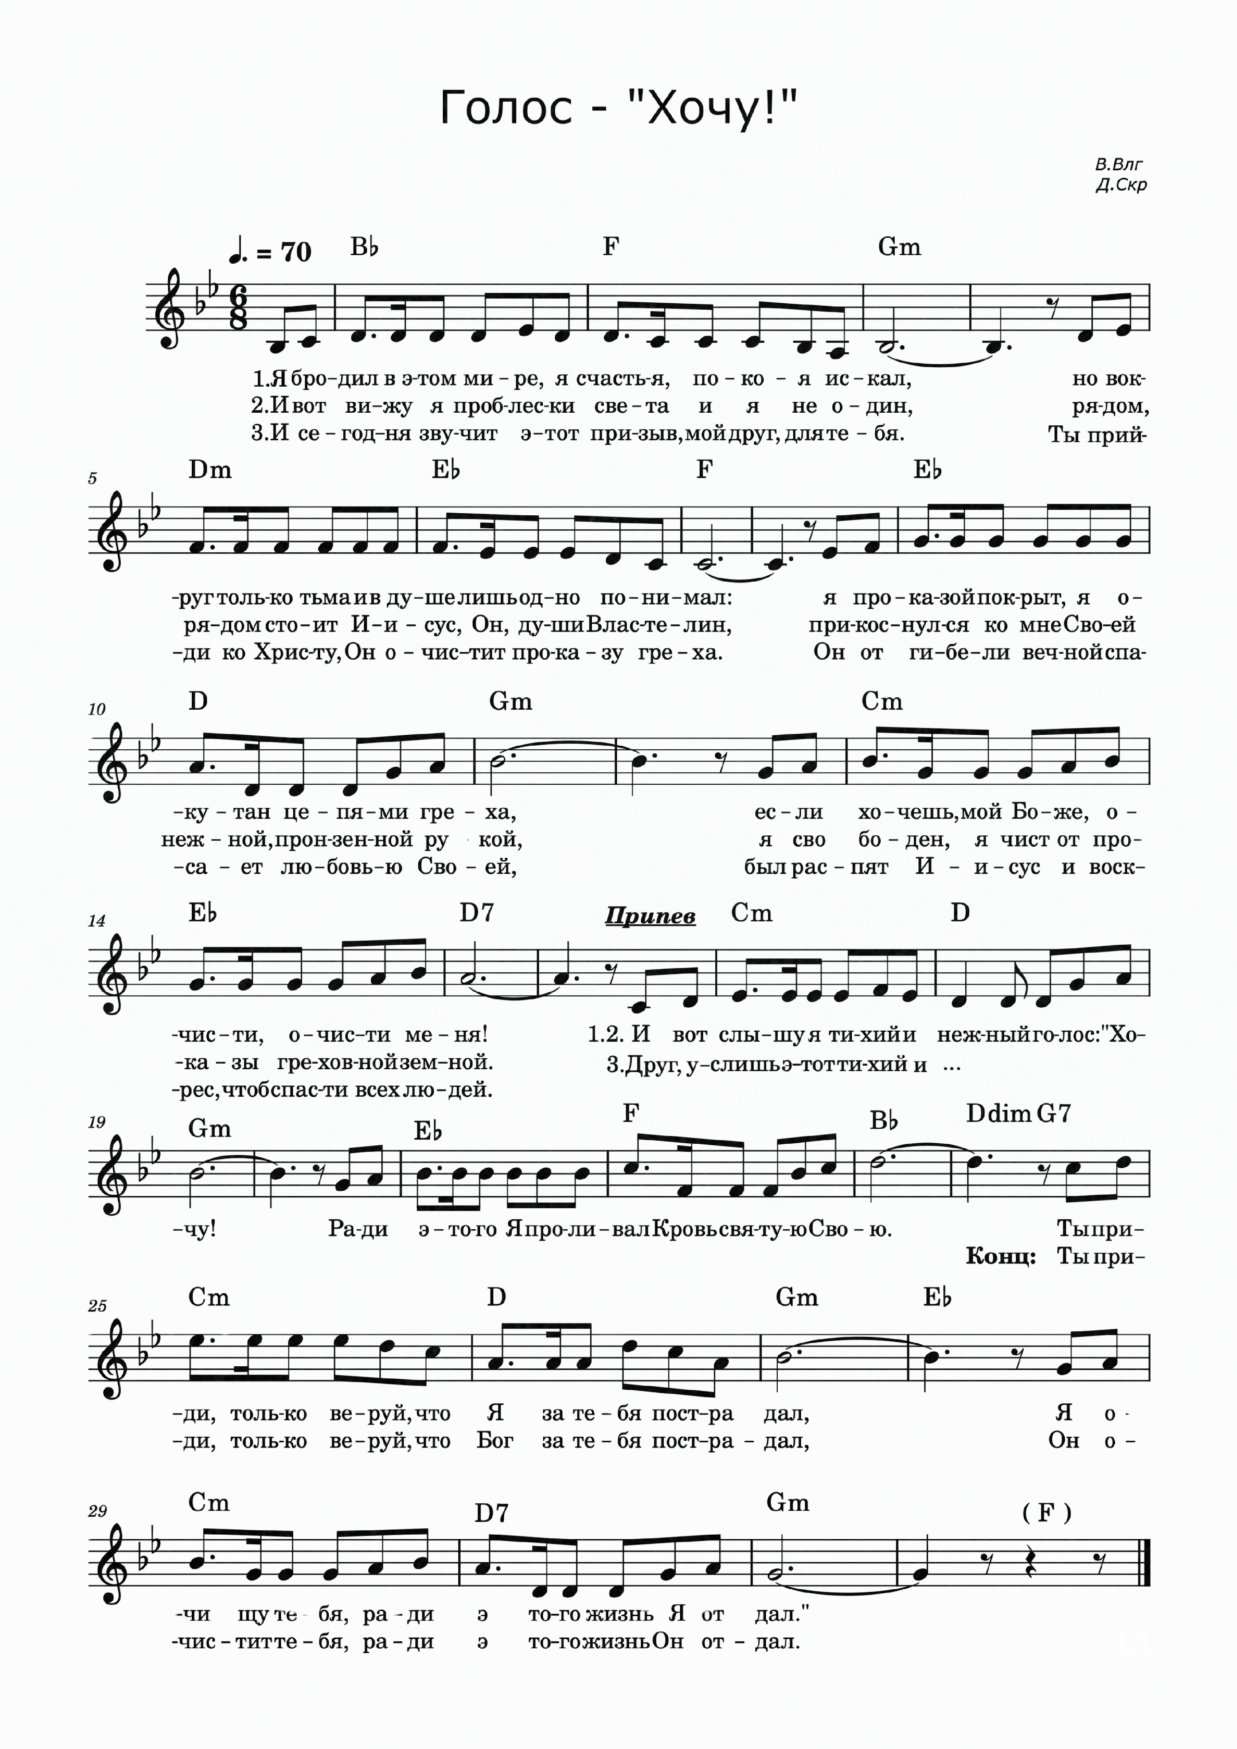 Голос - "Хочу!"
В.Влг
Д.Скр
♩. = 70 B♭ F Gm
6/8
1.Я бро–дил в э-том ми – ре, я счасть-я, по – ко – я ис–кал, но вок-
2.И вот ви–жу я проб-лес-ки све–та и я не о – дин, ря-дом,
3.И се – год-ня зву-чит э–тот при–зыв, мой друг, для те – бя. Ты прий-
5 Dm E♭ F E♭
-руг толь-ко тьма и в ду–ше лишь од–но по–ни–мал: я про–ка-зой пок-рыт, я о–
ря-дом сто–ит И–и – сус, Он, ду-ши Влас–те–лин, при-кос–нул-ся ко мне Сво–ей
–ди ко Хрис-ту, Он о – чис–тит про-ка – зу гре–ха. Он от ги–бе–ли веч-ной спа-
10 D Gm Cm
–ку – тан це – пя–ми гре – ха, ес – ли хо–чешь, мой Бо–же, о –
неж – ной, прон-зен-ной ру кой, я сво бо – ден, я чист от про-
–са – ет лю–бовь–ю Сво – ей, был рас – пят И – и – сус и воск–
14 E♭ D7 Припев Cm D
-чис–ти, о–чис–ти ме – ня! 1.2. И вот слы–шу я ти–хий и неж-ный го-лос:"Хо-
-ка – зы гре-хов-ной зем–ной. 3.Друг, у–слишь э–тот ти–хий и ...
-рес, чтоб спас-ти всех лю–дей.
19 Gm E♭ F B♭ Ddim G7
–чу! Ра-ди э–то-го Я про–ли–вал Кровь свя-ту-ю Сво – ю. Ты при–
Конц: Ты при–
25 Cm D Gm E♭
–ди, толь-ко ве–руй, что Я за те – бя пост–ра дал, Я о -
–ди, толь-ко ве–руй, что Бог за те – бя пост-ра – дал, Он о –
29 Cm D7 Gm ( F )
-чи щу те бя, ра – ди э то-го жизнь Я от дал."
-чис – тит те – бя, ра–ди э то-го жизнь Он от – дал.